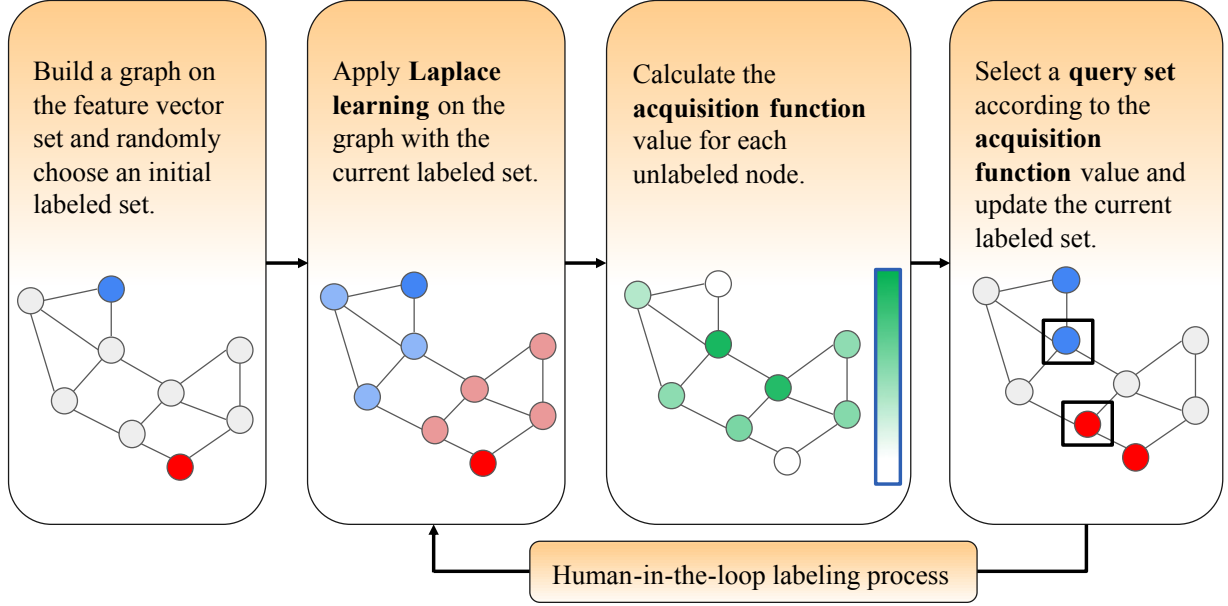 Build a graph on
the feature vector
set and randomly
choose an initial
labeled set.
Apply Laplace
learning on the
graph with the
current labeled set.
Calculate the
acquisition function
value for each
unlabeled node.
Select a query set
according to the
acquisition
function value and
update the current
labeled set.
Human-in-the-loop labeling process